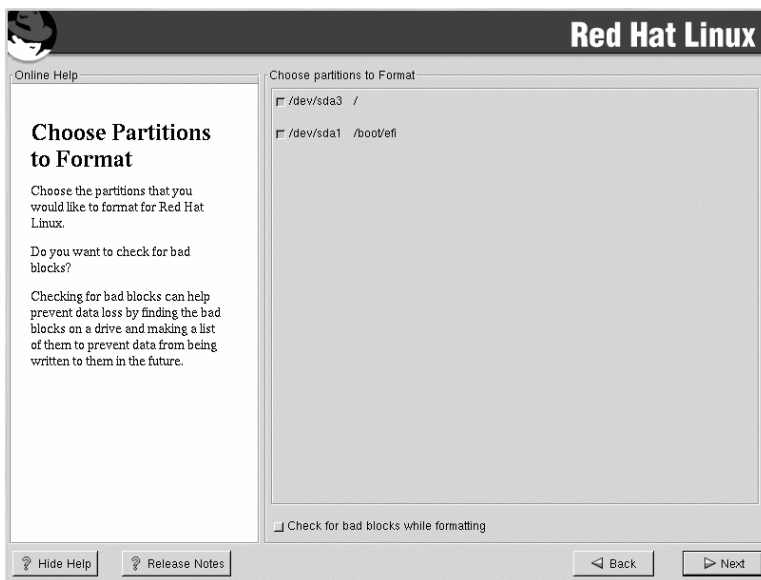 Red Hat Linux
Online Help
Choose Partitions
to Format
Choose the partitions that you
would like to format for Red Hat
Linux.
Do you want to check for bad
blocks?
Checking for bad blocks can help
prevent data loss by finding the bad
blocks on a drive and making a list
of them to prevent data from being
written to them in the future.
Choose partitions to Format
/dev/sda3 /
/dev/sda1 /boot/efi
Check for bad blocks while formatting
Hide Help
Release Notes
Back
Next